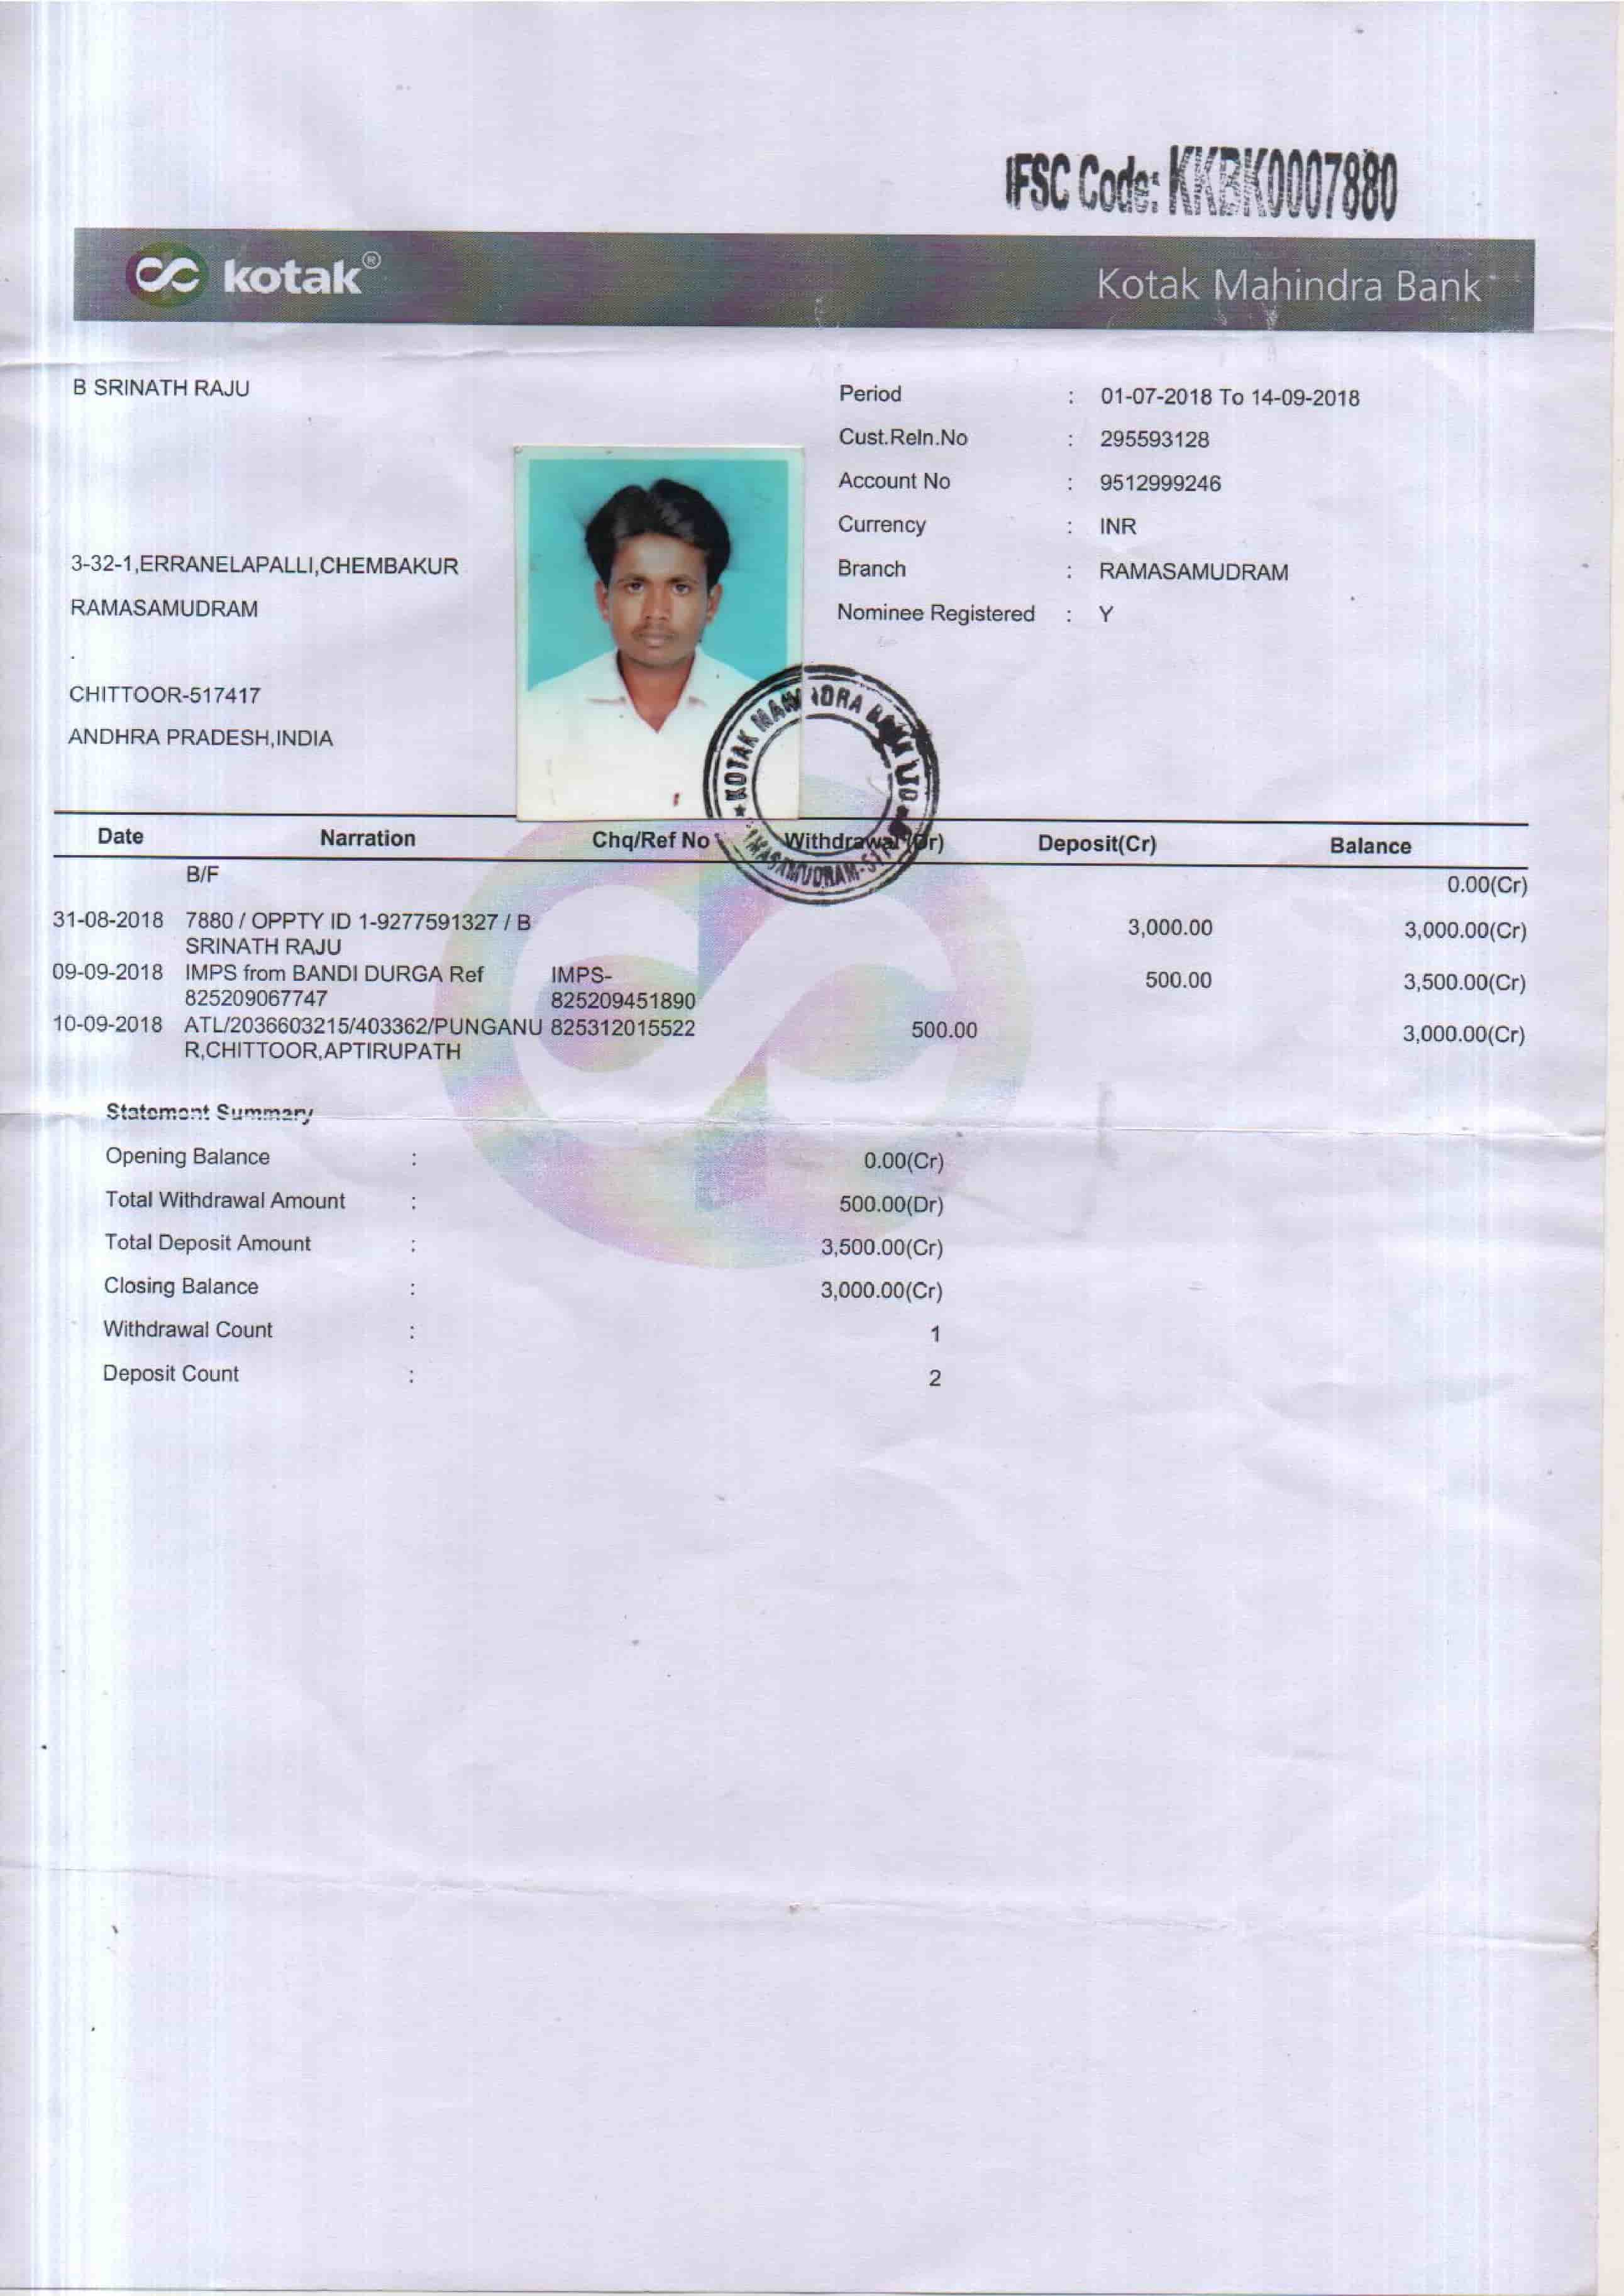 IFSC Code: KKBK0007880
kotak®
Kotak Mahindra Bank
B SRINATH RAJU
3-32-1,ERRANELAPALLI,CHEMBAKUR
RAMASAMUDRAM
.
CHITTOOR-517417
ANDHRA PRADESH,INDIA
Period : 01-07-2018 To 14-09-2018
Cust.Reln.No : 295593128
Account No : 9512999246
Currency : INR
Branch : RAMASAMUDRAM
Nominee Registered : Y
KOTAK MAHINDRA BANK LTD
Date Narration Chq/Ref No Withdrawal (Dr) Deposit(Cr) Balance
B/F 0.00(Cr)
31-08-2018 7880 / OPPTY ID 1-9277591327 / B 3,000.00 3,000.00(Cr)
SRINATH RAJU
09-09-2018 IMPS from BANDI DURGA Ref IMPS- 500.00 3,500.00(Cr)
825209067747 825209451890
10-09-2018 ATL/2036603215/403362/PUNGANU 825312015522 500.00 3,000.00(Cr)
R,CHITTOOR,APTIRUPATH
Statement Summary
Opening Balance : 0.00(Cr)
Total Withdrawal Amount : 500.00(Dr)
Total Deposit Amount : 3,500.00(Cr)
Closing Balance : 3,000.00(Cr)
Withdrawal Count : 1
Deposit Count : 2